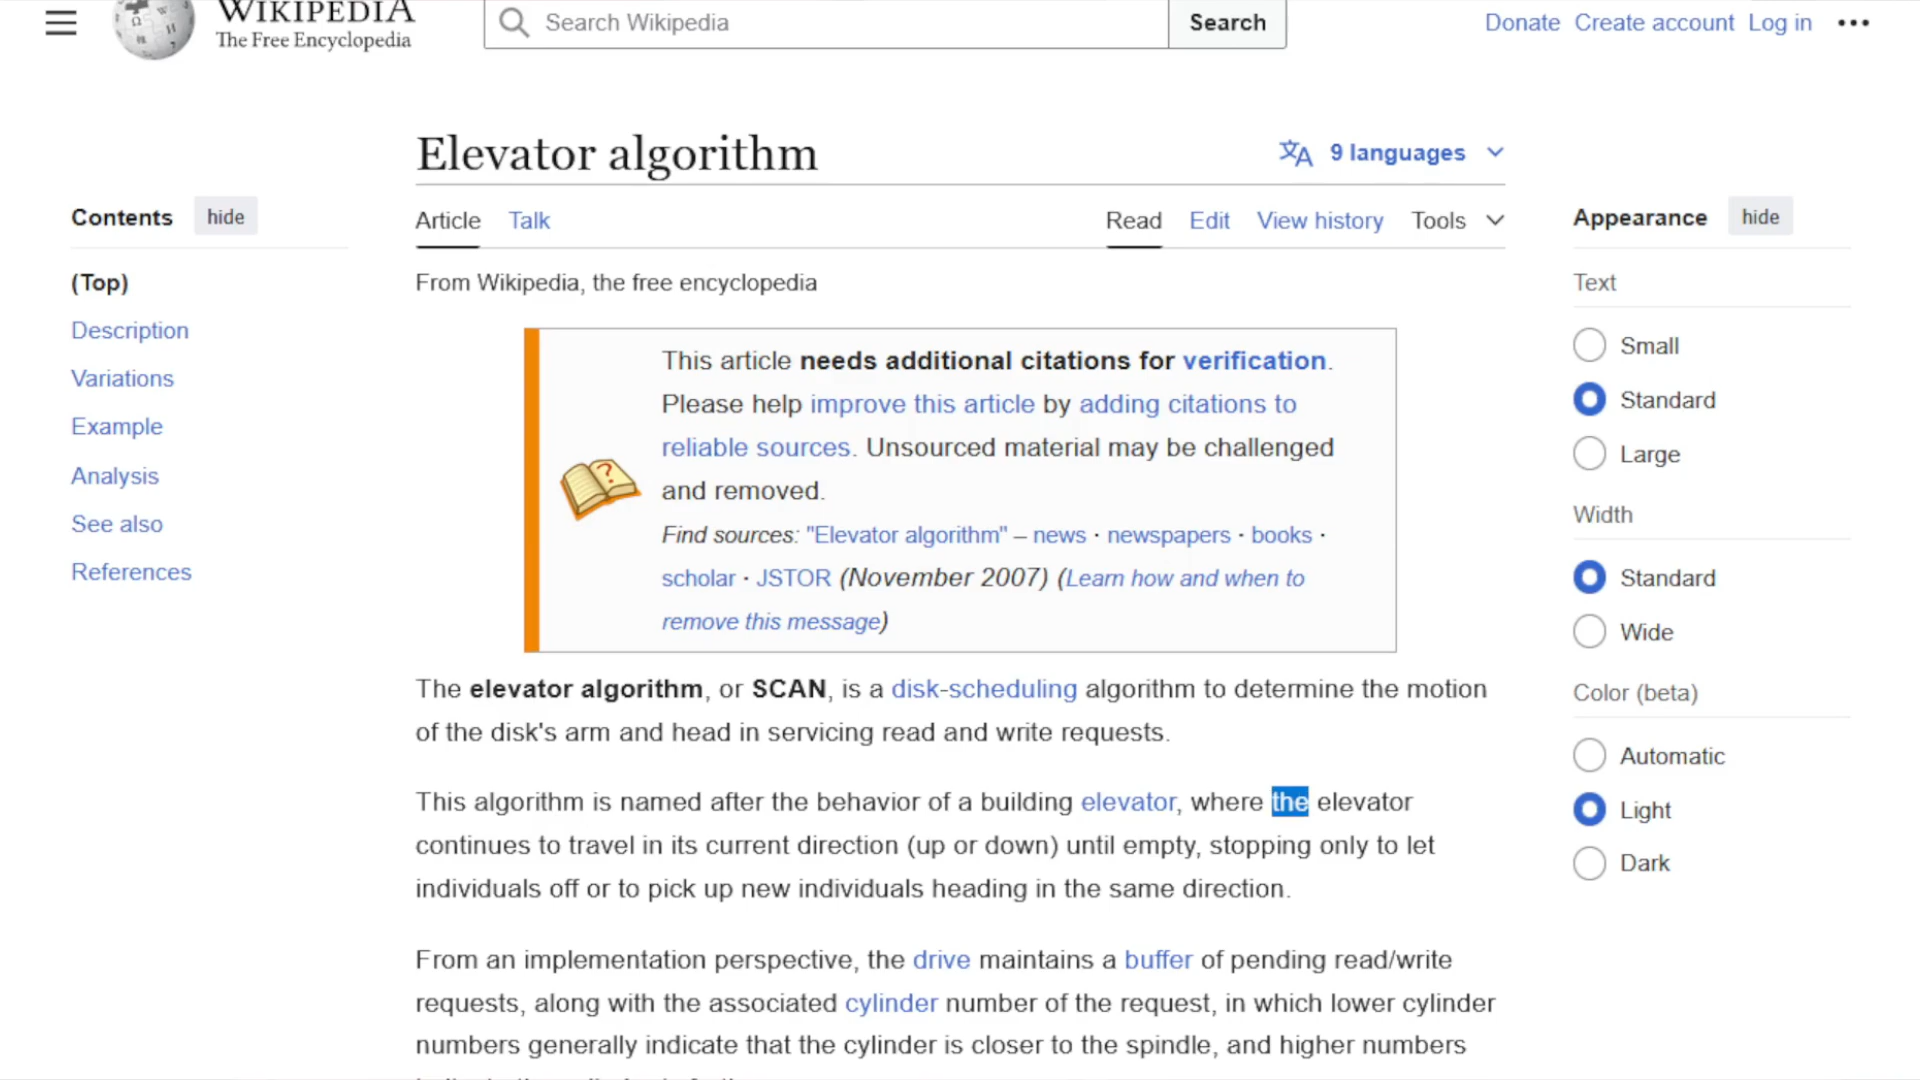 WIKIPEDIA
The Free Encyclopedia
Search Wikipedia
Search
Donate Create account Log in
Elevator algorithm
9 languages
Contents hide
(Top)
Description
Variations
Example
Analysis
See also
References
Article Talk
Read Edit View history Tools
From Wikipedia, the free encyclopedia
This article needs additional citations for verification.
Please help improve this article by adding citations to
reliable sources. Unsourced material may be challenged
and removed.
Find sources: "Elevator algorithm" – news · newspapers · books ·
scholar · JSTOR (November 2007) (Learn how and when to
remove this message)
The elevator algorithm, or SCAN, is a disk-scheduling algorithm to determine the motion
of the disk's arm and head in servicing read and write requests.
This algorithm is named after the behavior of a building elevator, where the elevator
continues to travel in its current direction (up or down) until empty, stopping only to let
individuals off or to pick up new individuals heading in the same direction.
From an implementation perspective, the drive maintains a buffer of pending read/write
requests, along with the associated cylinder number of the request, in which lower cylinder
numbers generally indicate that the cylinder is closer to the spindle, and higher numbers
Appearance hide
Text
Small
Standard
Large
Width
Standard
Wide
Color (beta)
Automatic
Light
Dark